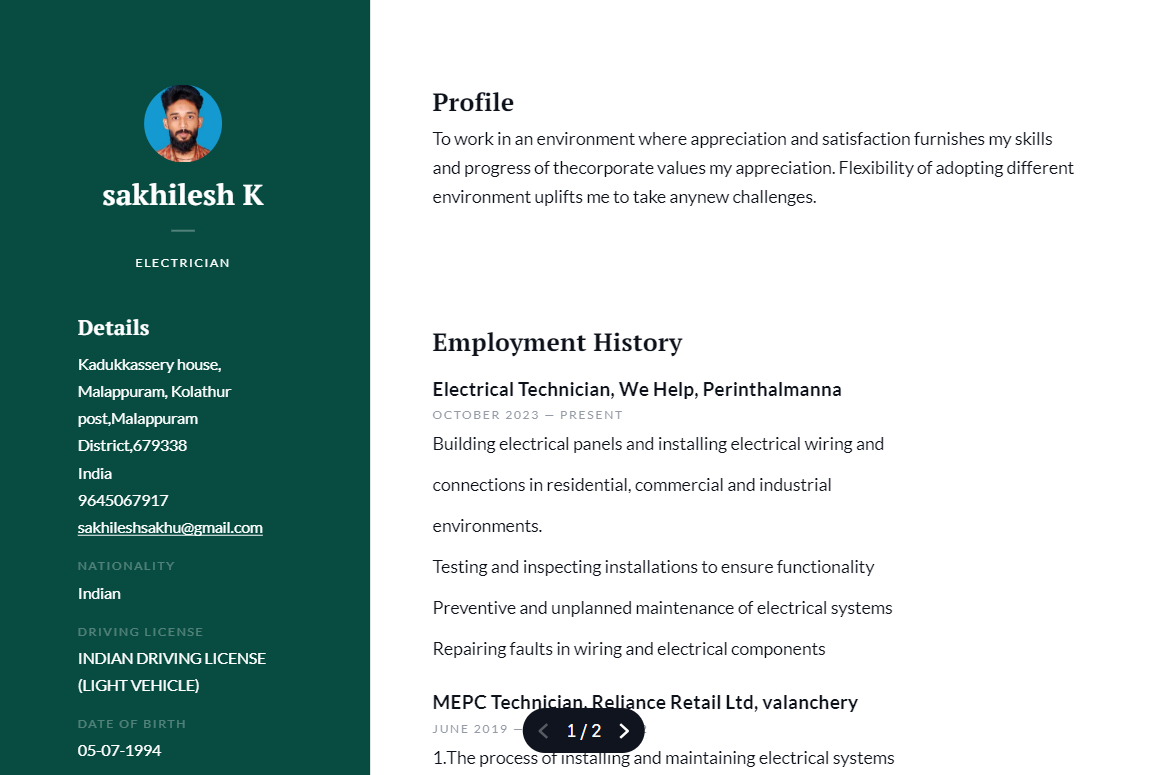 sakhilesh K
ELECTRICIAN
Details
Kadukkassery house,
Malappuram, Kolathur
post,Malappuram
District,679338
India
9645067917
sakhileshsakhu@gmail.com
NATIONALITY
Indian
DRIVING LICENSE
INDIAN DRIVING LICENSE
(LIGHT VEHICLE)
DATE OF BIRTH
05-07-1994
Profile
To work in an environment where appreciation and satisfaction furnishes my skills
and progress of thecorporate values my appreciation. Flexibility of adopting different
environment uplifts me to take anynew challenges.
Employment History
Electrical Technician, We Help, Perinthalmanna
OCTOBER 2023 — PRESENT
Building electrical panels and installing electrical wiring and
connections in residential, commercial and industrial
environments.
Testing and inspecting installations to ensure functionality
Preventive and unplanned maintenance of electrical systems
Repairing faults in wiring and electrical components
MEPC Technician, Reliance Retail Ltd, valanchery
JUNE 2019 —
1 / 2
1.The process of installing and maintaining electrical systems